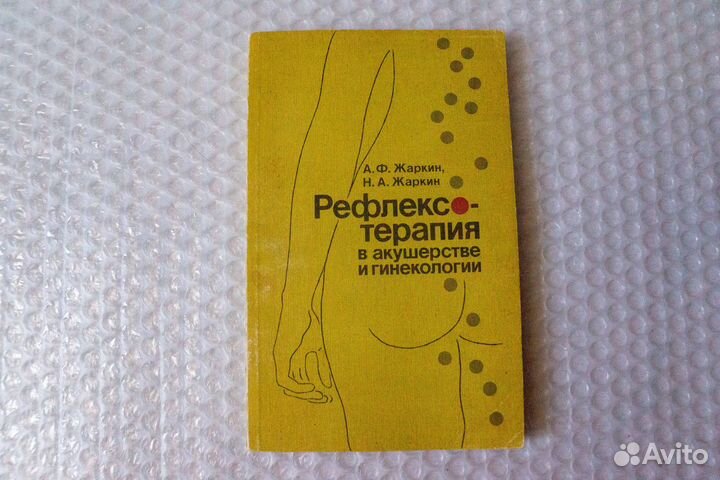 А. Ф. Жаркин,
Н. А. Жаркин
Рефлексо-
терапия
в акушерстве
и гинекологии
Avito